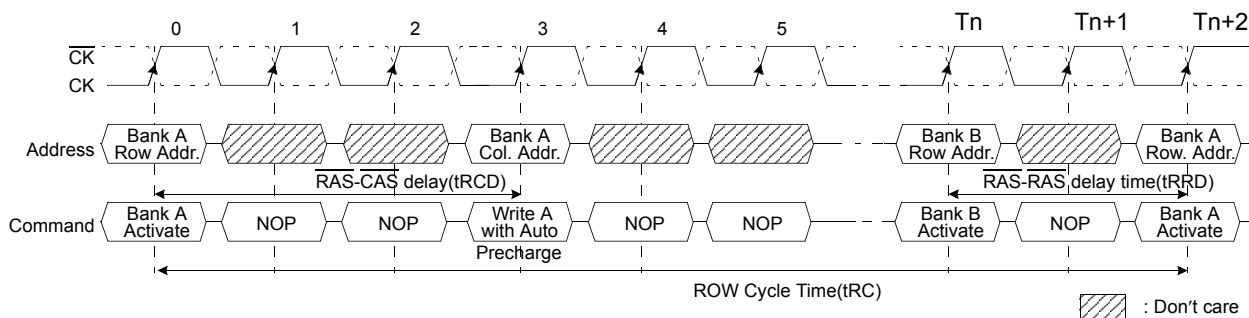 0 1 2 3 4 5 Tn Tn+1 Tn+2
CK
CK
Address
Bank A
Row Addr.
Bank A
Col. Addr.
Bank B
Row Addr.
Bank A
Row. Addr.
RAS-CAS delay(tRCD)
RAS-RAS delay time(tRRD)
Command
Bank A
Activate
NOP
NOP
Write A
with Auto
Precharge
NOP
NOP
Bank B
Activate
NOP
Bank A
Activate
ROW Cycle Time(tRC)
: Don't care